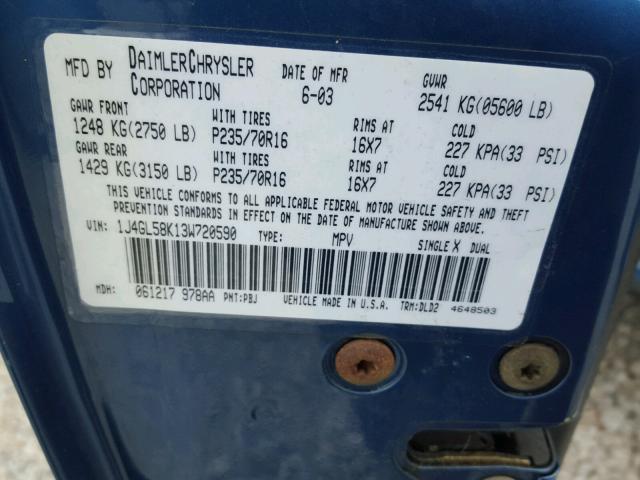 MFD BY DAIMLERCHRYSLER CORPORATION DATE OF MFR 6-03 GVWR 2541 KG(05600 LB)
GAWR FRONT WITH TIRES RIMS AT COLD
1248 KG(2750 LB) P235/70R16 16X7 227 KPA(33 PSI)
GAWR REAR WITH TIRES RIMS AT COLD
1429 KG(3150 LB) P235/70R16 16X7 227 KPA(33 PSI)
THIS VEHICLE CONFORMS TO ALL APPLICABLE FEDERAL MOTOR VEHICLE SAFETY AND THEFT
PREVENTION STANDARDS IN EFFECT ON THE DATE OF MANUFACTURE SHOWN ABOVE
VIN: 1J4GL58K13W720590 TYPE: MPV SINGLE X DUAL
MDH: 061217 978AA PNT:PBJ VEHICLE MADE IN U.S.A. TRM:DLD2 4648503